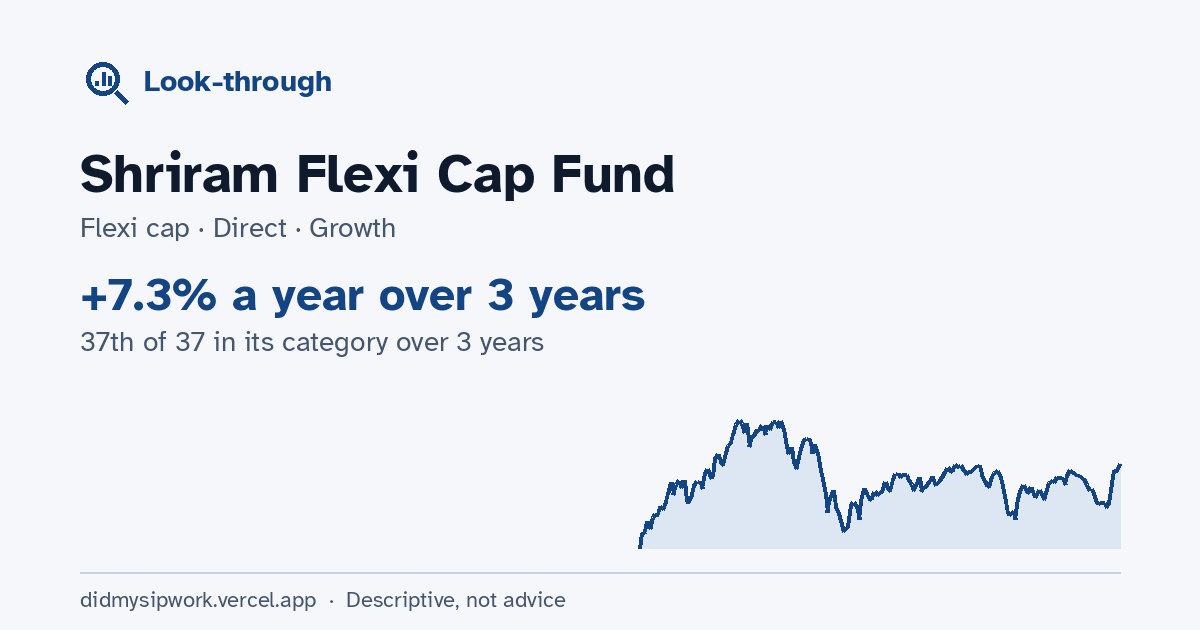 Look-through
Shriram Flexi Cap Fund
Flexi cap · Direct · Growth
+7.3% a year over 3 years
37th of 37 in its category over 3 years
didmysipwork.vercel.app · Descriptive, not advice